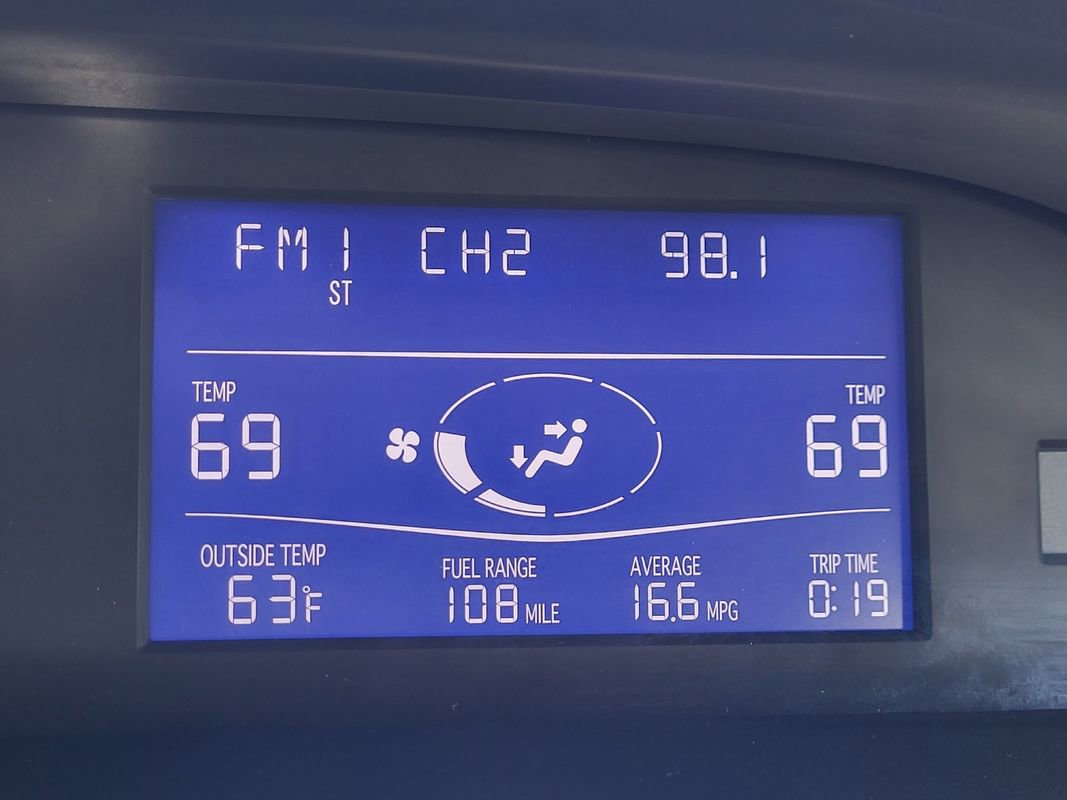 FM1 CH2 98.1
ST
TEMP TEMP
69 69
OUTSIDE TEMP FUEL RANGE AVERAGE TRIP TIME
63°F 108 MILE 16.6 MPG 0:19